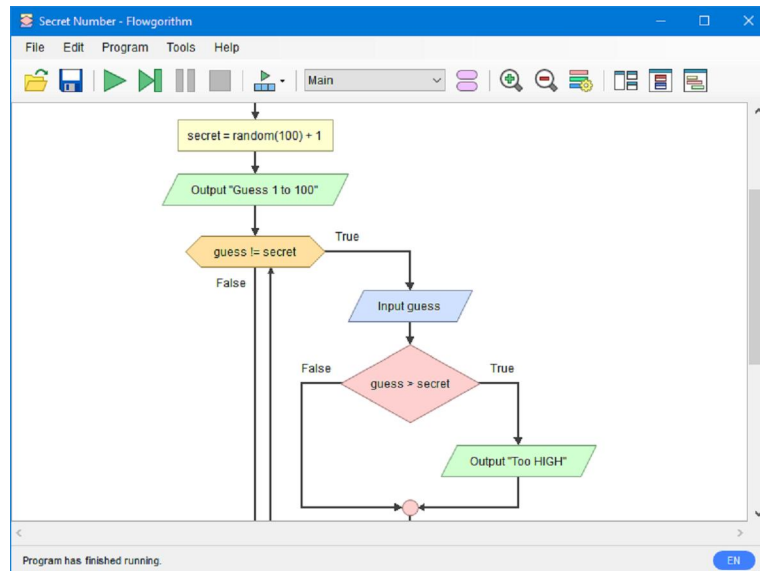 Secret Number - Flowgorithm
File Edit Program Tools Help
Main
secret = random(100) + 1
Output "Guess 1 to 100"
guess != secret
True
False
Input guess
guess > secret
False
True
Output "Too HIGH"
Program has finished running.
EN